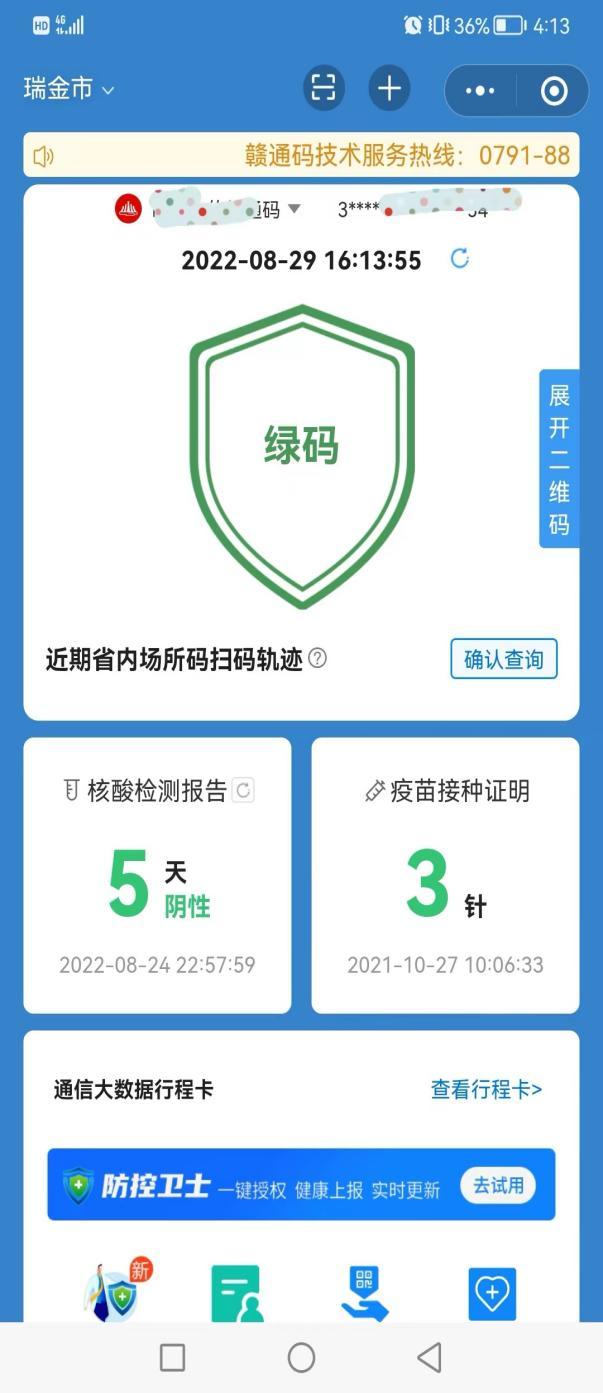 HD 4G 36% 4:13
瑞金市
赣通码技术服务热线：0791-88
码 3****
2022-08-29 16:13:55
绿码
展开二维码
近期省内场所码扫码轨迹?
确认查询
核酸检测报告
5 天
阴性
2022-08-24 22:57:59
疫苗接种证明
3 针
2021-10-27 10:06:33
通信大数据行程卡 查看行程卡>
防控卫士 一键授权 健康上报 实时更新 去试用
新